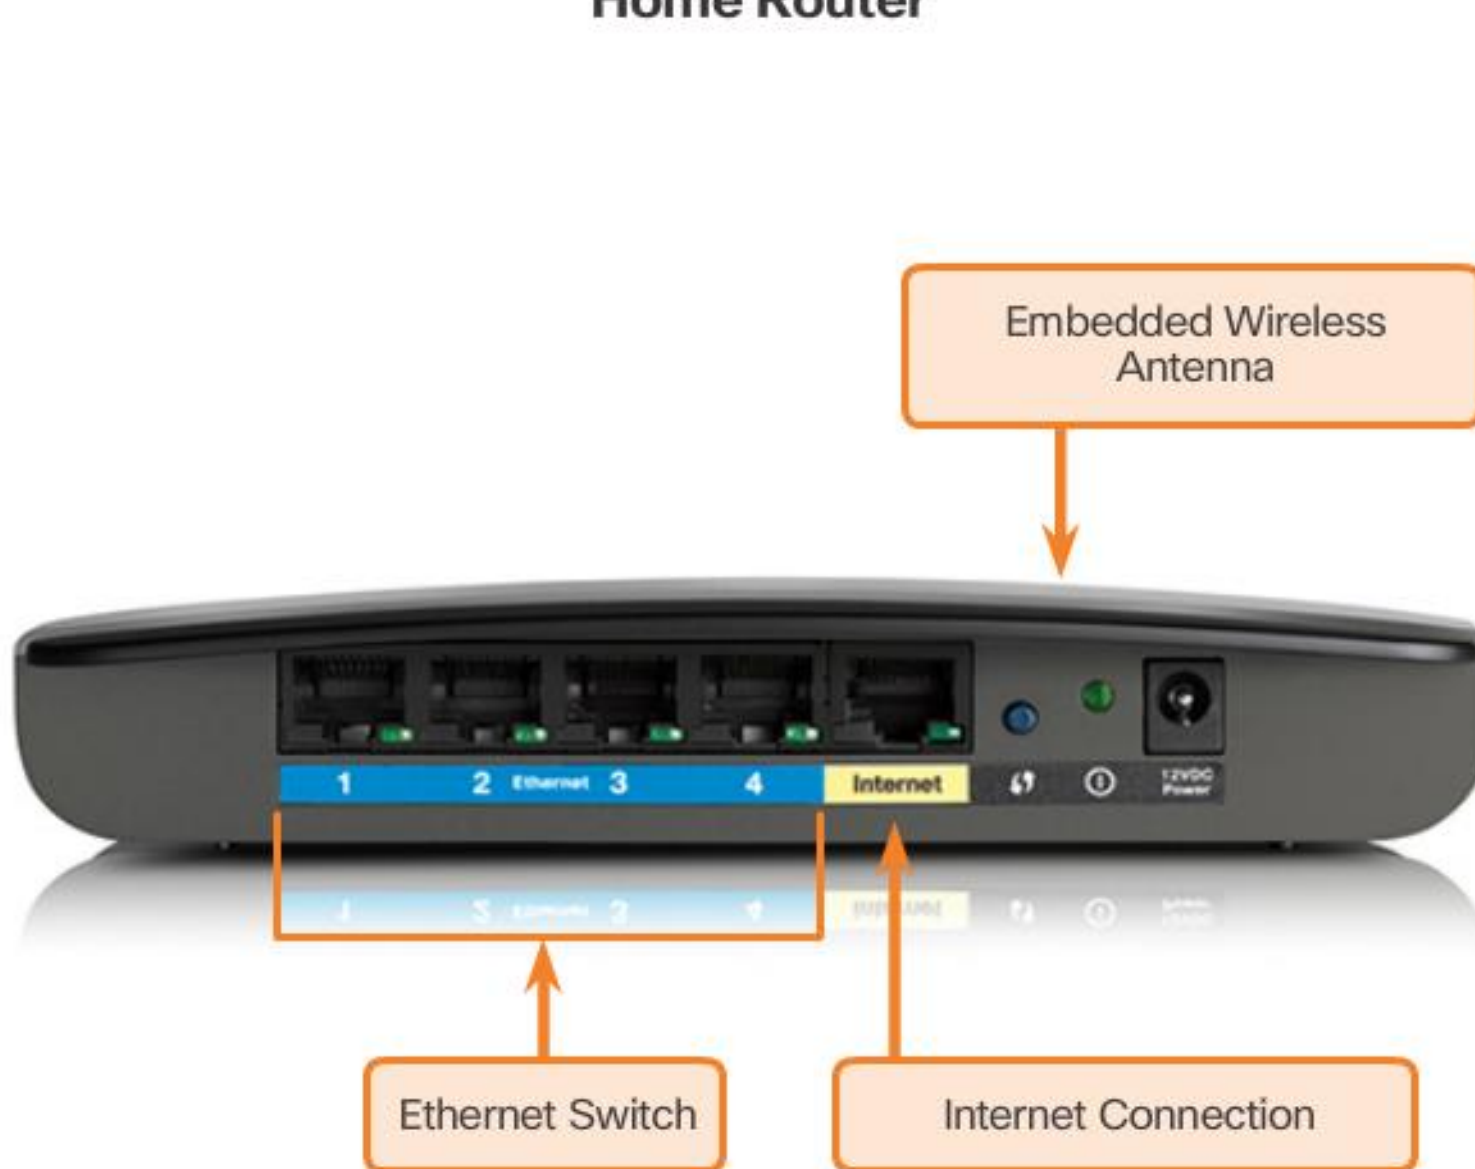 Home Router
Embedded Wireless
Antenna
1 2 Ethernet 3 4 Internet
12VDC
Power
Ethernet Switch
Internet Connection